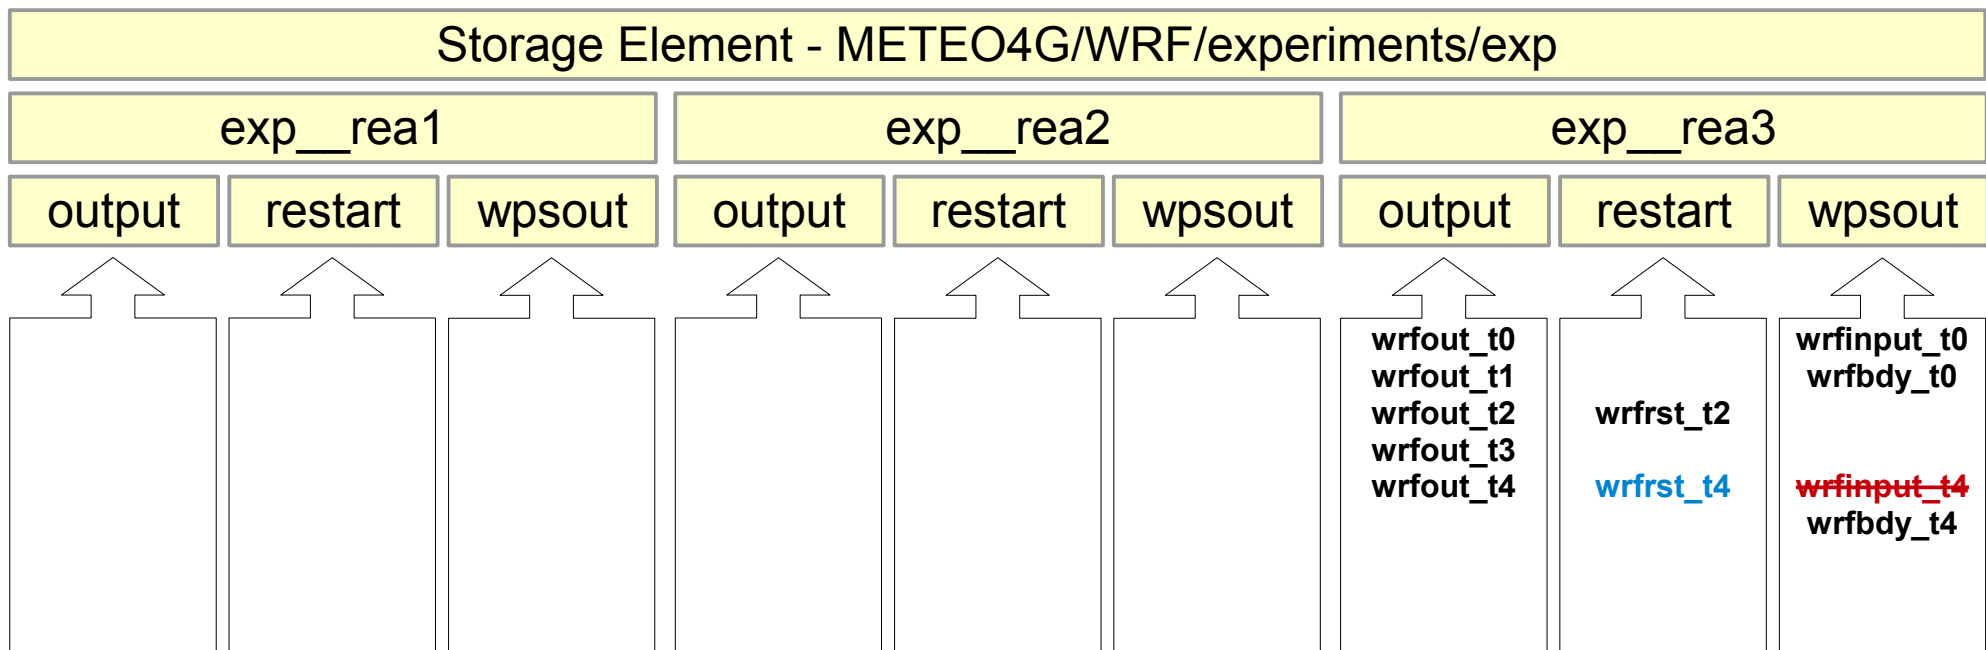 Storage Element - METEO4G/WRF/experiments/exp
exp__rea1
exp__rea2
exp__rea3
output
restart
wpsout
output
restart
wpsout
output
restart
wpsout
wrfout_t0
wrfout_t1
wrfout_t2
wrfout_t3
wrfout_t4
wrfrst_t2
wrfrst_t4
wrfinput_t0
wrfbdy_t0
wrfinput_t4
wrfbdy_t4